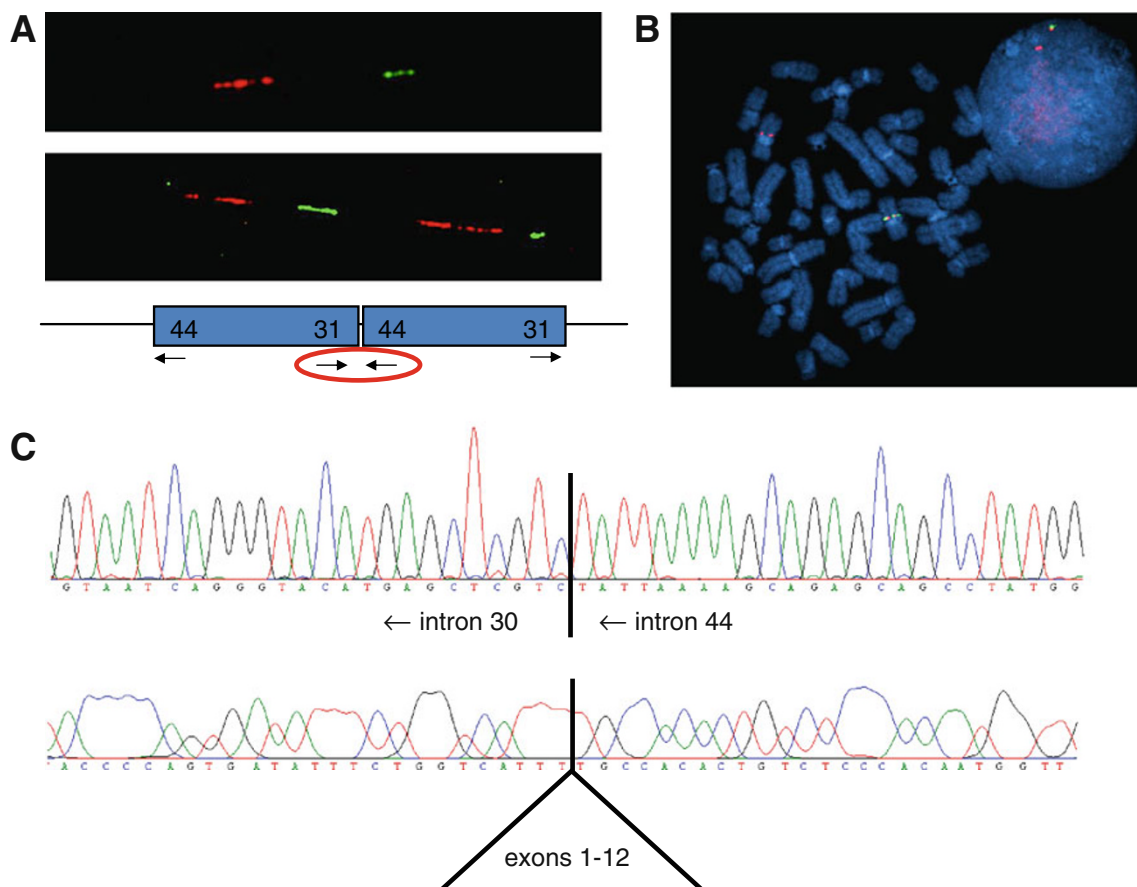 A
B
44 31 44 31
C
G T A A T C A G G G T A C A T G A G C T C G T C T A T T A A A A G C A G A G C A G C C T A T G G
← intron 30 ← intron 44
A C C C C A G T G A T A T T T C T G G T C A T T T T G C C A C A C T G T C T C C C A C A A T G G T T
exons 1-12